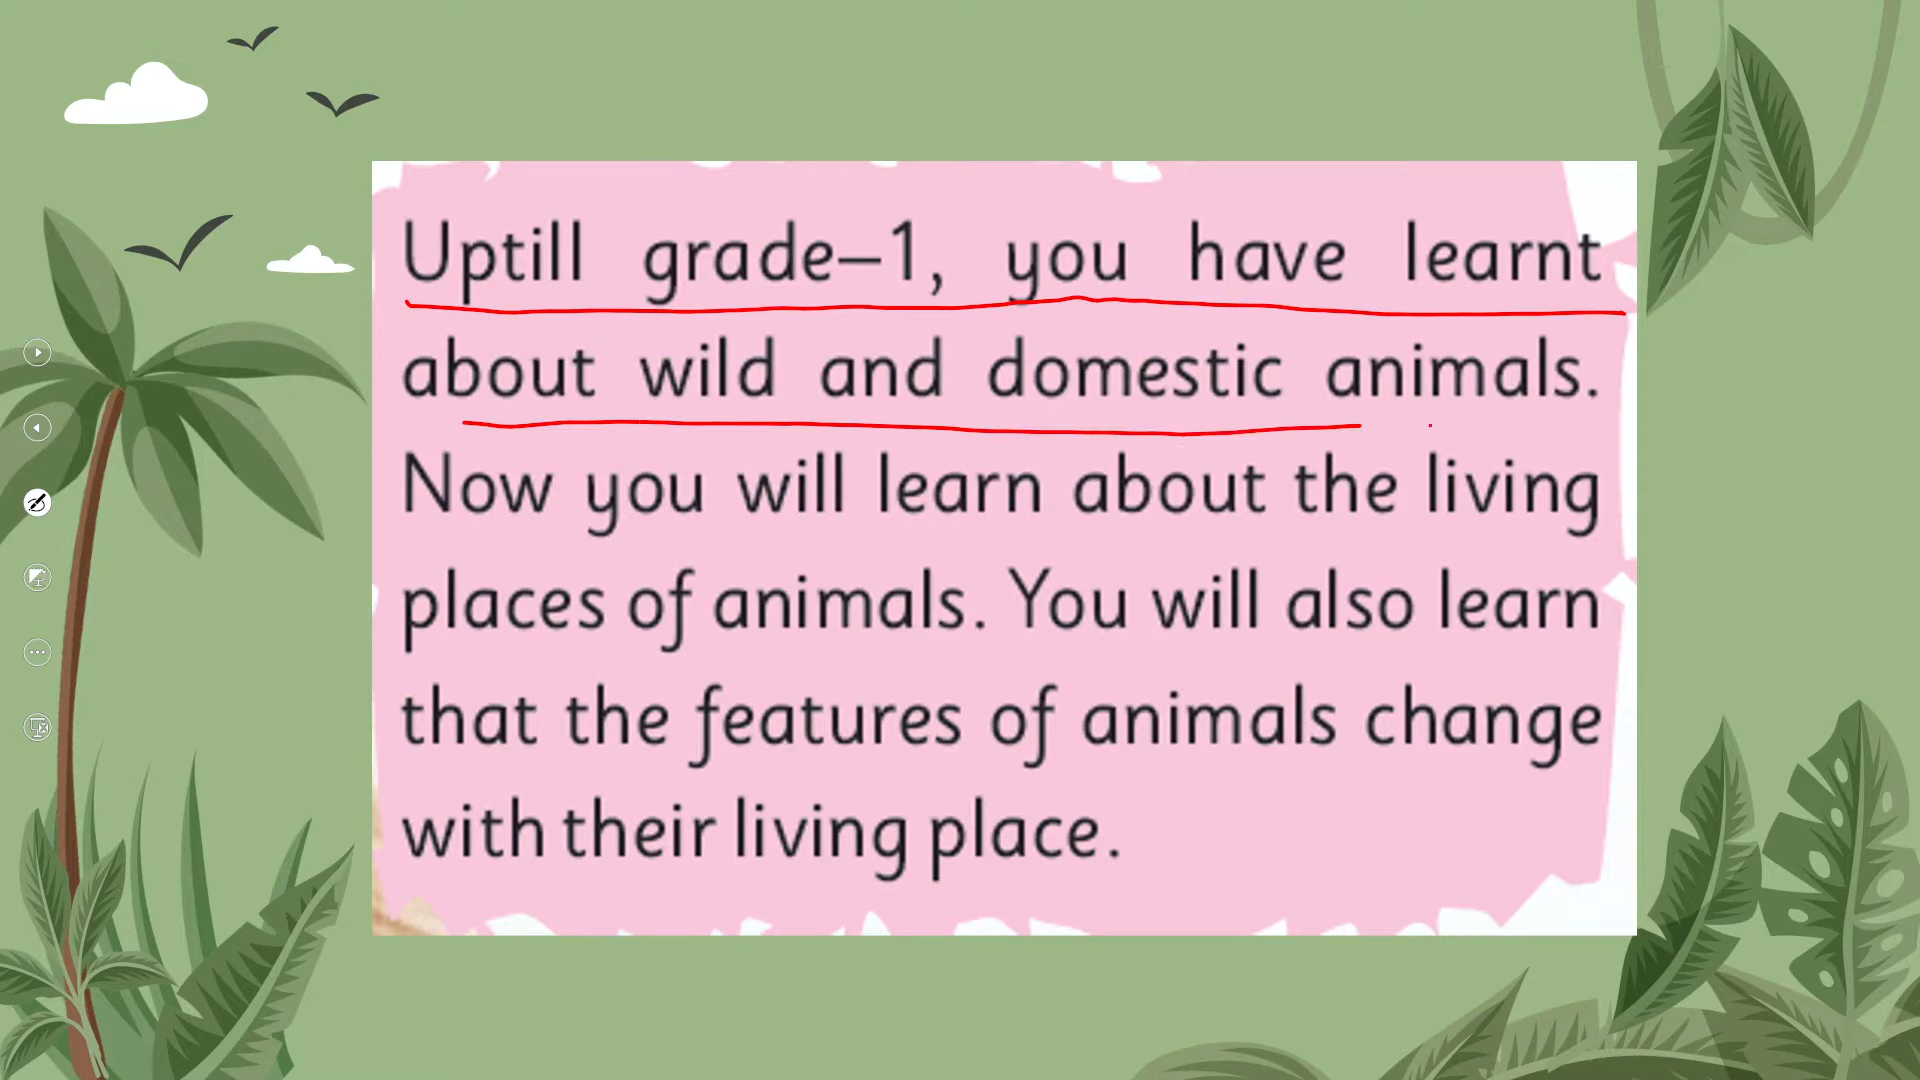 Uptill grade–1, you have learnt
about wild and domestic animals.
Now you will learn about the living
places of animals. You will also learn
that the features of animals change
with their living place.